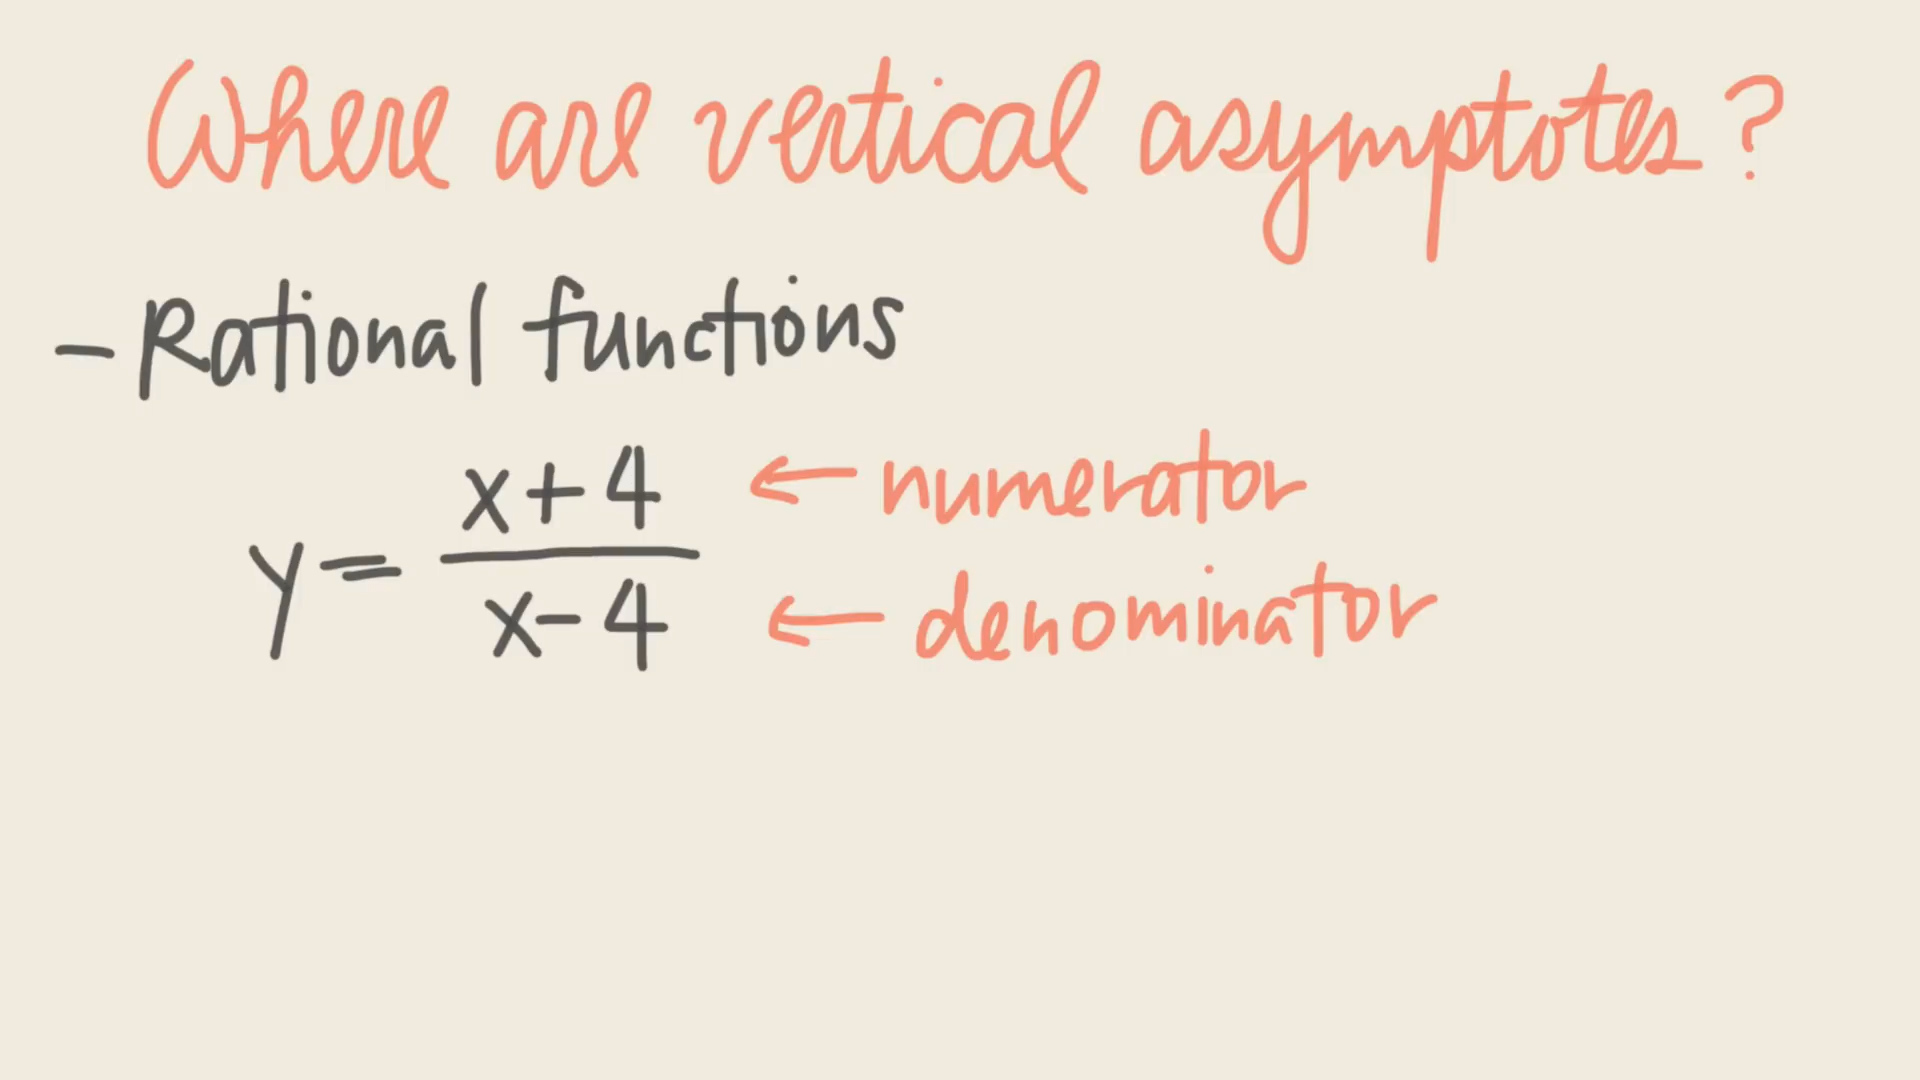 Where are vertical asymptotes?
- Rational functions
x+4 ← numerator
y=
x-4 ← denominator